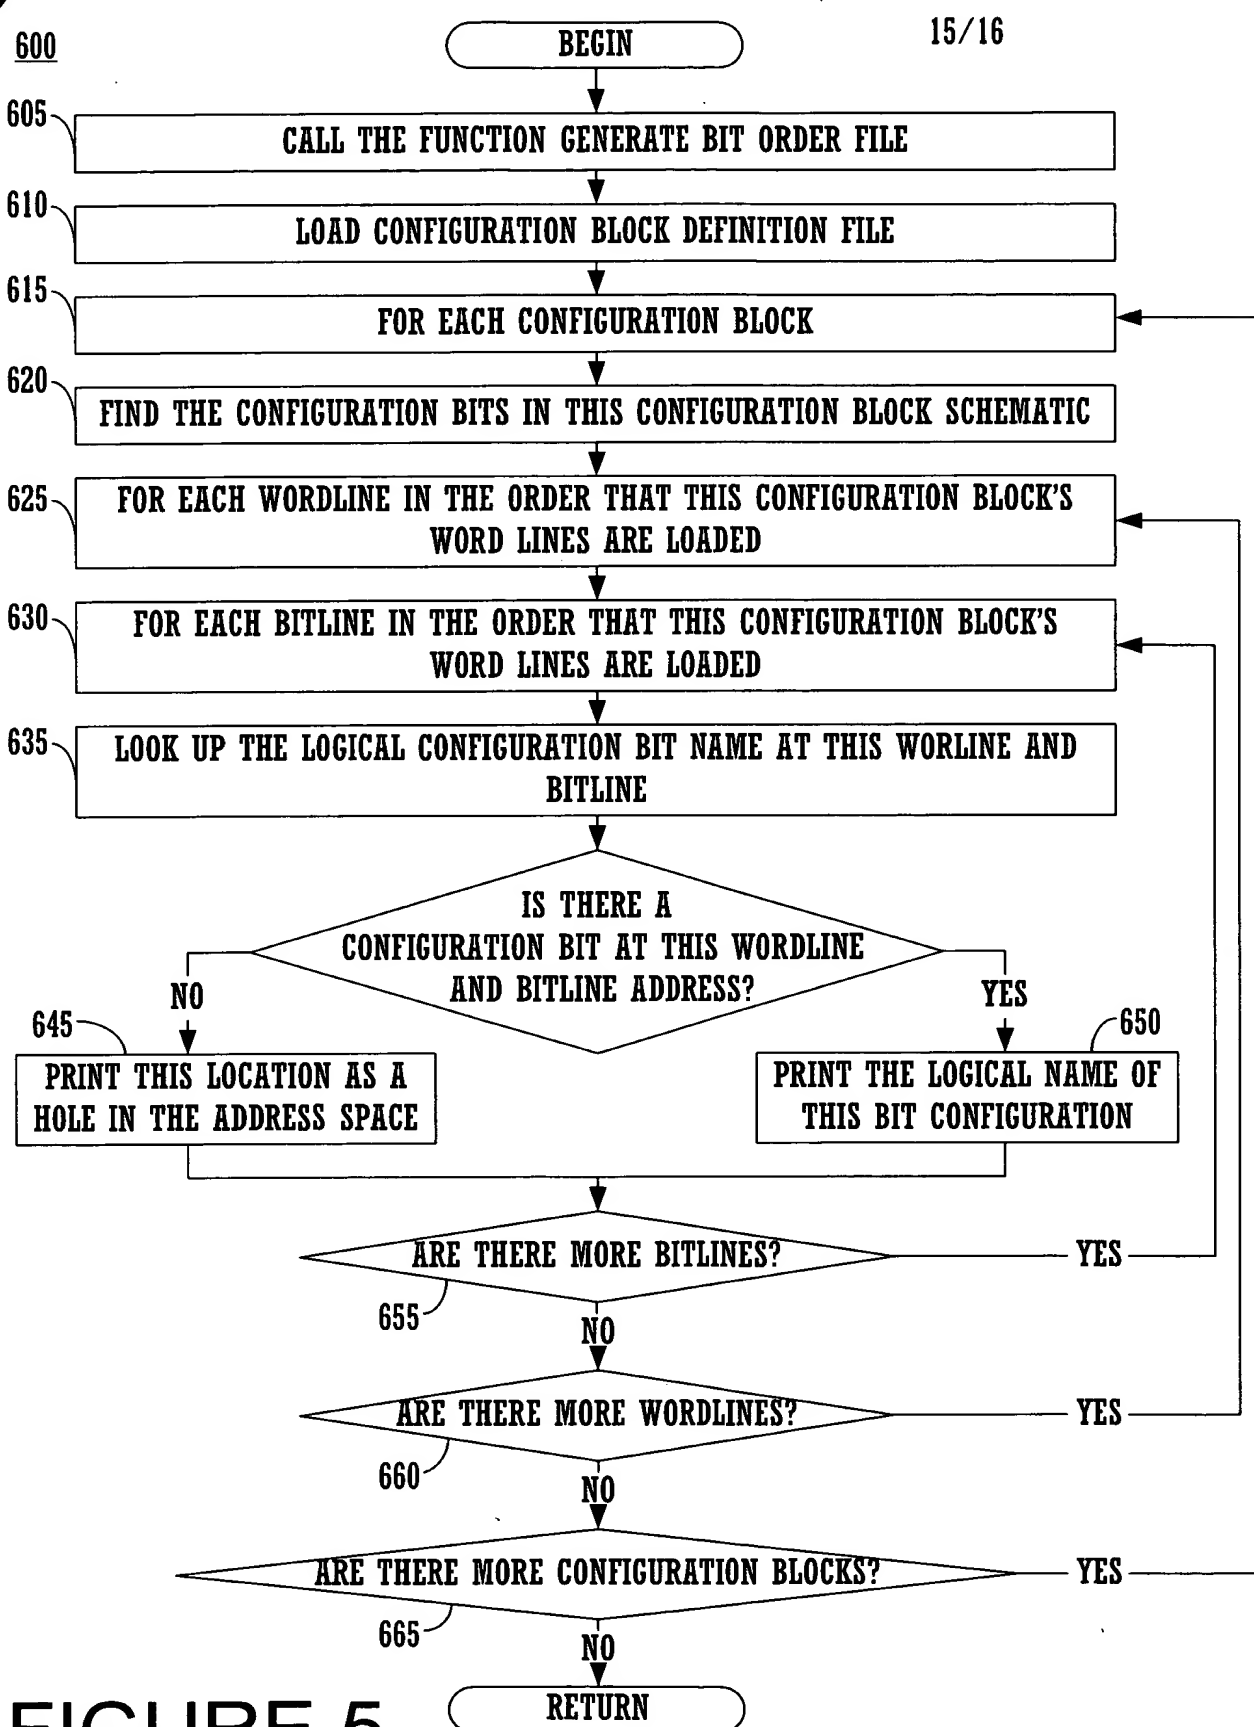 600
BEGIN
15/16
605
CALL THE FUNCTION GENERATE BIT ORDER FILE
610
LOAD CONFIGURATION BLOCK DEFINITION FILE
615
FOR EACH CONFIGURATION BLOCK
620
FIND THE CONFIGURATION BITS IN THIS CONFIGURATION BLOCK SCHEMATIC
625
FOR EACH WORDLINE IN THE ORDER THAT THIS CONFIGURATION BLOCK'S
WORD LINES ARE LOADED
630
FOR EACH BITLINE IN THE ORDER THAT THIS CONFIGURATION BLOCK'S
WORD LINES ARE LOADED
635
LOOK UP THE LOGICAL CONFIGURATION BIT NAME AT THIS WORLINE AND
BITLINE
IS THERE A
CONFIGURATION BIT AT THIS WORDLINE
AND BITLINE ADDRESS?
NO
YES
645
650
PRINT THIS LOCATION AS A
HOLE IN THE ADDRESS SPACE
PRINT THE LOGICAL NAME OF
THIS BIT CONFIGURATION
ARE THERE MORE BITLINES?
YES
655
NO
ARE THERE MORE WORDLINES?
YES
660
NO
ARE THERE MORE CONFIGURATION BLOCKS?
YES
665
NO
RETURN
FIGURE 5